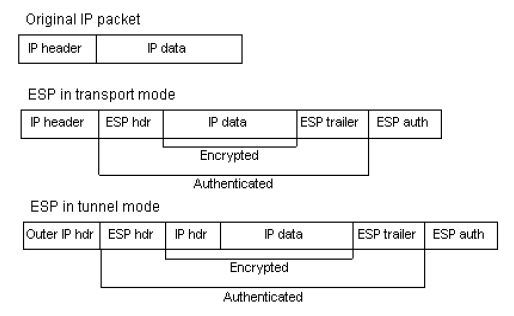 Original IP packet
IP header IP data
ESP in transport mode
IP header ESP hdr IP data ESP trailer ESP auth
Encrypted
Authenticated
ESP in tunnel mode
Outer IP hdr ESP hdr IP hdr IP data ESP trailer ESP auth
Encrypted
Authenticated